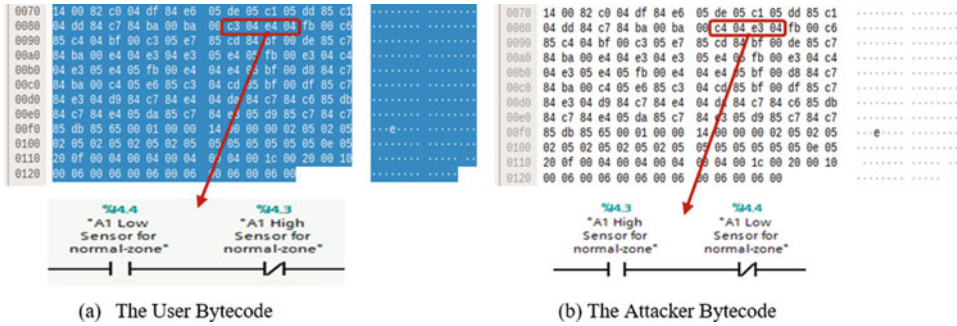 0070 14 00 82 c0 04 df 84 e6 05 de 05 c1 05 dd 85 c1
0080 04 dd 84 c7 84 ba 00 ba 00 c3 04 e4 04 fb 00 c6
0090 85 c4 04 bf 00 c3 05 e7 85 cd 84 bf 00 de 85 c7
00a0 84 ba 00 e4 04 e3 04 e3 05 e4 05 fb 00 e3 04 c4
00b0 04 e3 05 e4 05 fb 00 e4 04 e4 05 bf 00 d8 84 c7
00c0 84 ba 00 c4 05 e6 85 c3 04 cd 85 bf 00 df 85 c7
00d0 84 e3 04 d9 84 c7 84 e4 04 da 84 c7 84 c6 85 db
00e0 84 c7 84 e4 05 da 85 c7 84 e3 05 d9 85 c7 84 c7
00f0 85 db 85 65 00 01 00 00 14 00 00 00 02 05 02 05 ...e............
0100 02 05 02 05 02 05 02 05 05 05 05 05 05 05 0e 05
0110 20 0f 00 04 00 04 00 04 00 04 00 1c 00 20 00 10
0120 00 06 00 06 00 06 00 06 00 06 00 06 00
%I4.4 %I4.3
"A1 Low "A1 High
Sensor for Sensor for
normal-zone" normal-zone"
(a) The User Bytecode
0070 14 00 82 c0 04 df 84 e6 05 de 05 c1 05 dd 85 c1
0080 04 dd 84 c7 84 ba 00 ba 00 c4 04 e3 04 fb 00 c6
0090 85 c4 04 bf 00 c3 05 e7 85 cd 84 bf 00 de 85 c7
00a0 84 ba 00 e4 04 e3 04 e3 05 e4 05 fb 00 e3 04 c4
00b0 04 e3 05 e4 05 fb 00 e4 04 e4 05 bf 00 d8 84 c7
00c0 84 ba 00 c4 05 e6 85 c3 04 cd 85 bf 00 df 85 c7
00d0 84 e3 04 d9 84 c7 84 e4 04 da 84 c7 84 c6 85 db
00e0 84 c7 84 e4 05 da 85 c7 84 e3 05 d9 85 c7 84 c7
00f0 85 db 85 65 00 01 00 00 14 00 00 00 02 05 02 05 ...e............
0100 02 05 02 05 02 05 02 05 05 05 05 05 05 05 0e 05
0110 20 0f 00 04 00 04 00 04 00 04 00 1c 00 20 00 10
0120 00 06 00 06 00 06 00 06 00 06 00 06 00
%I4.3 %I4.4
"A1 High "A1 Low
Sensor for Sensor for
normal-zone" normal-zone"
(b) The Attacker Bytecode